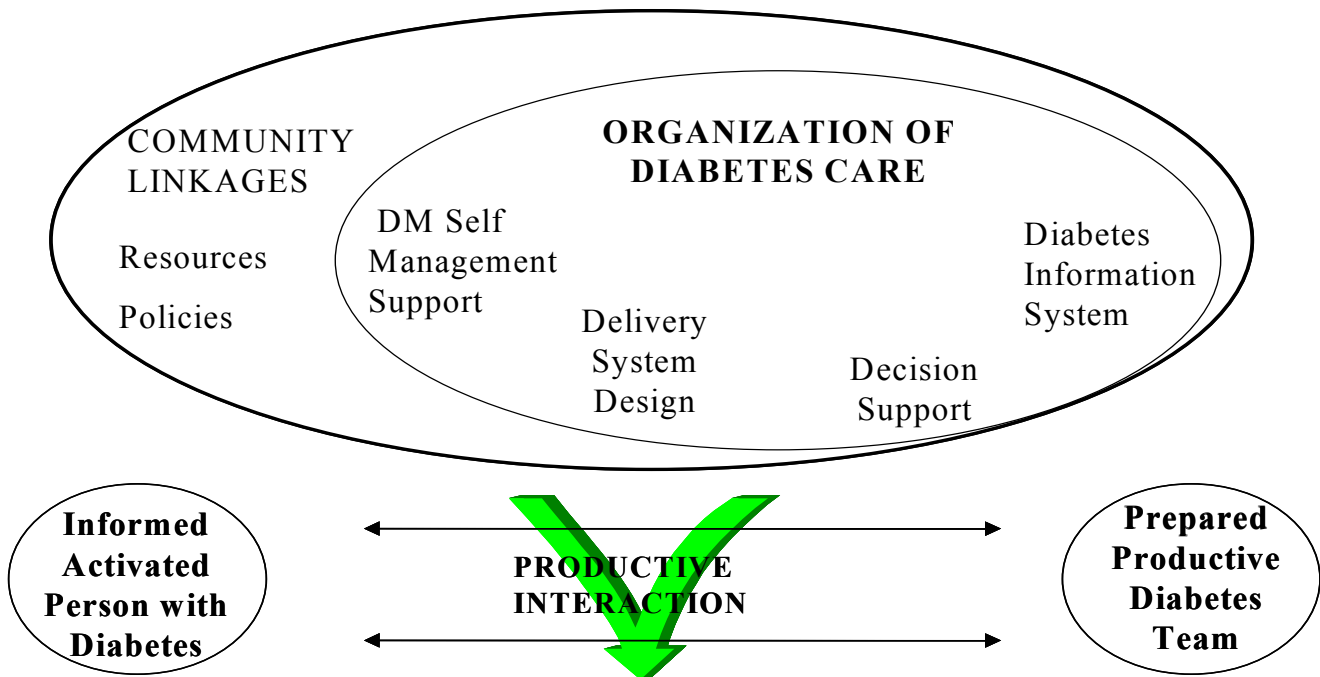 COMMUNITY
LINKAGES
Resources
Policies
ORGANIZATION OF
DIABETES CARE
DM Self
Management
Support
Delivery
System
Design
Decision
Support
Diabetes
Information
System
Informed
Activated
Person with
Diabetes
PRODUCTIVE
INTERACTION
Prepared
Productive
Diabetes
Team